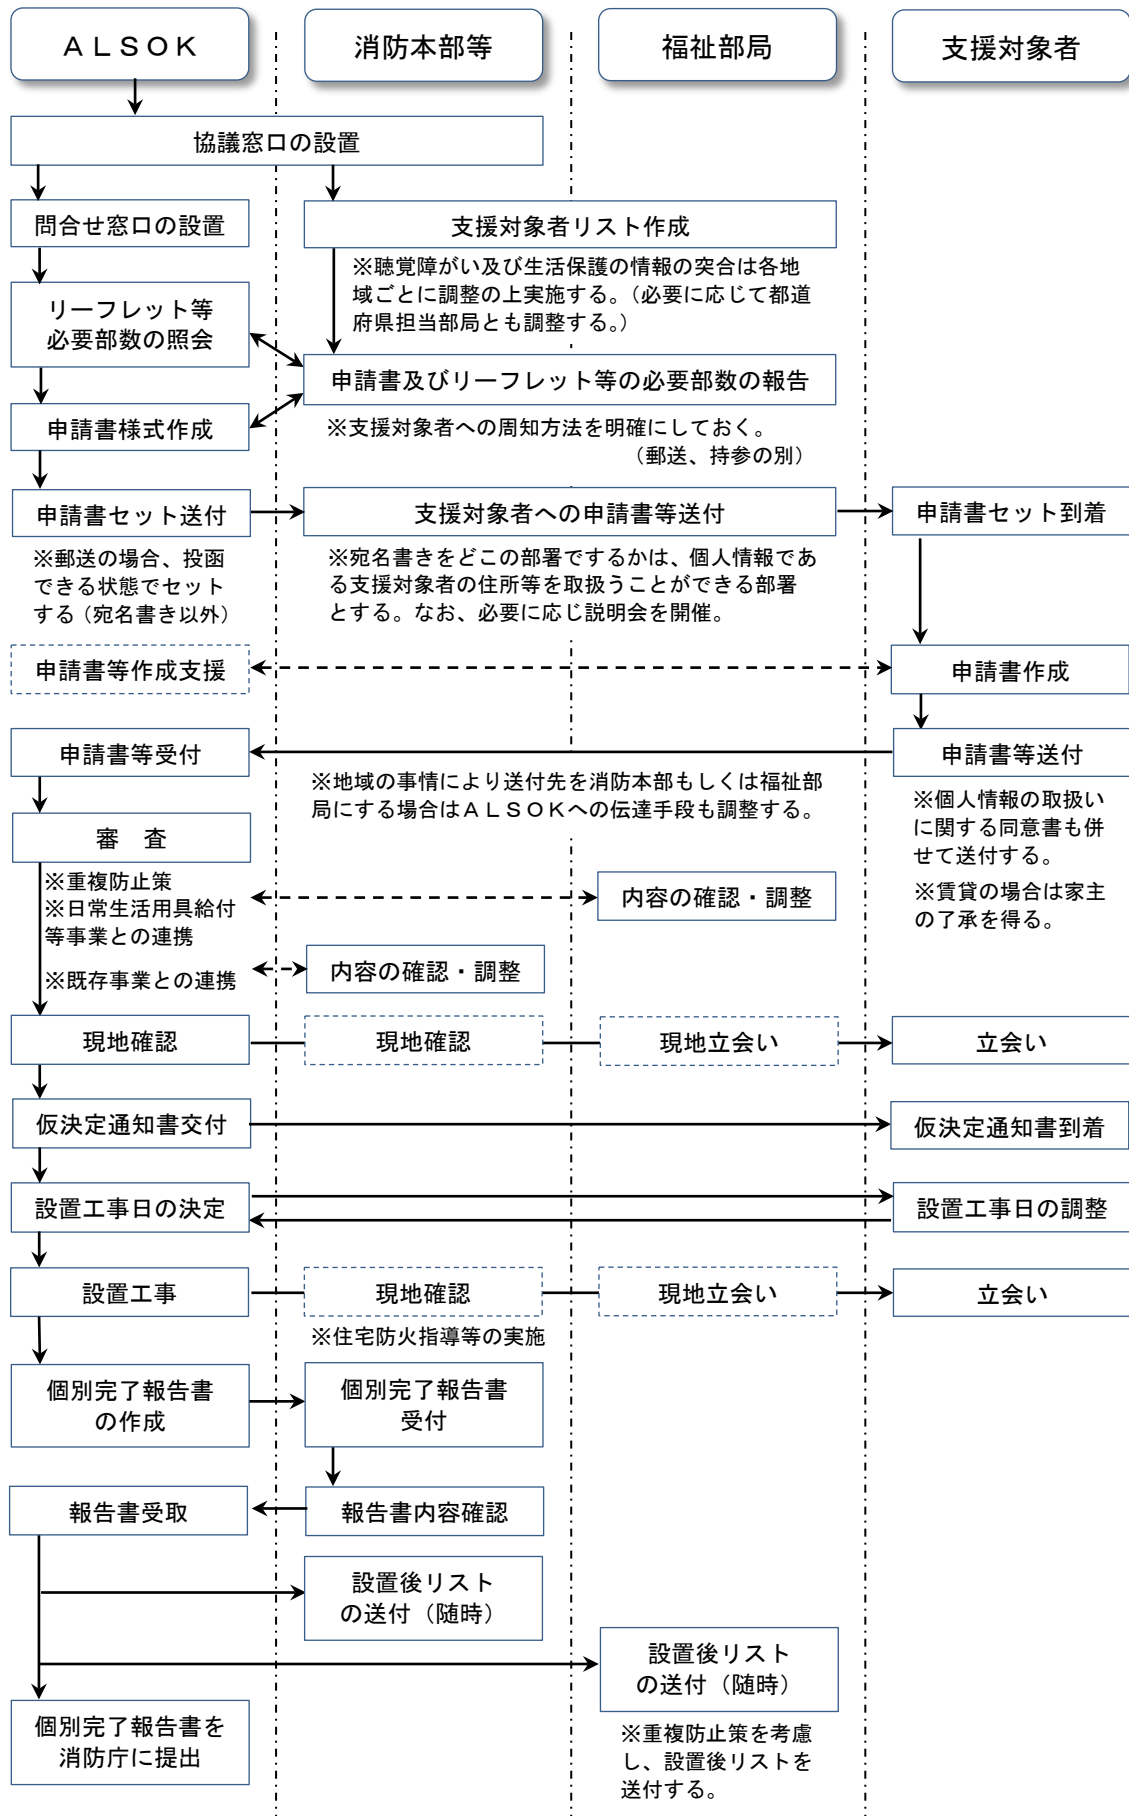 ＡＬＳＯＫ
消防本部等
福祉部局
支援対象者
協議窓口の設置
問合せ窓口の設置
支援対象者リスト作成
※聴覚障がい及び生活保護の情報の突合は各地
域ごとに調整の上実施する。（必要に応じて都道
府県担当部局とも調整する。）
リーフレット等
必要部数の照会
申請書及びリーフレット等の必要部数の報告
申請書様式作成
※支援対象者への周知方法を明確にしておく。
（郵送、持参の別）
申請書セット送付
支援対象者への申請書等送付
申請書セット到着
※郵送の場合、投函
できる状態でセット
する（宛名書き以外）
※宛名書きをどこの部署でするかは、個人情報であ
る支援対象者の住所等を取扱うことができる部署
とする。なお、必要に応じ説明会を開催。
申請書等作成支援
申請書作成
申請書等受付
申請書等送付
※地域の事情により送付先を消防本部もしくは福祉部
局にする場合はＡＬＳＯＫへの伝達手段も調整する。
※個人情報の取扱い
に関する同意書も併
せて送付する。
※賃貸の場合は家主
の了承を得る。
審　査
※重複防止策
※日常生活用具給付
等事業との連携
内容の確認・調整
※既存事業との連携
内容の確認・調整
現地確認
現地確認
現地立会い
立会い
仮決定通知書交付
仮決定通知書到着
設置工事日の決定
設置工事日の調整
設置工事
現地確認
現地立会い
立会い
※住宅防火指導等の実施
個別完了報告書
の作成
個別完了報告書
受付
報告書受取
報告書内容確認
設置後リスト
の送付（随時）
設置後リスト
の送付（随時）
※重複防止策を考慮
し、設置後リストを
送付する。
個別完了報告書を
消防庁に提出